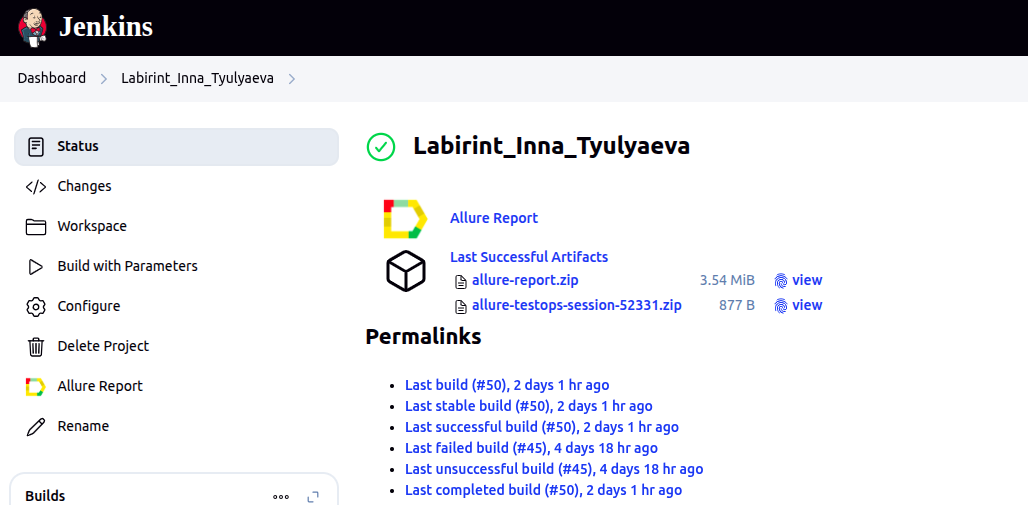 Jenkins
Dashboard
Labirint_Inna_Tyulyaeva
Status
Changes
Workspace
Build with Parameters
Configure
Delete Project
Allure Report
Rename
Builds
Labirint_Inna_Tyulyaeva
Allure Report
Last Successful Artifacts
allure-report.zip 3.54 MiB view
allure-testops-session-52331.zip 877 B view
Permalinks
Last build (#50), 2 days 1 hr ago
Last stable build (#50), 2 days 1 hr ago
Last successful build (#50), 2 days 1 hr ago
Last failed build (#45), 4 days 18 hr ago
Last unsuccessful build (#45), 4 days 18 hr ago
Last completed build (#50), 2 days 1 hr ago